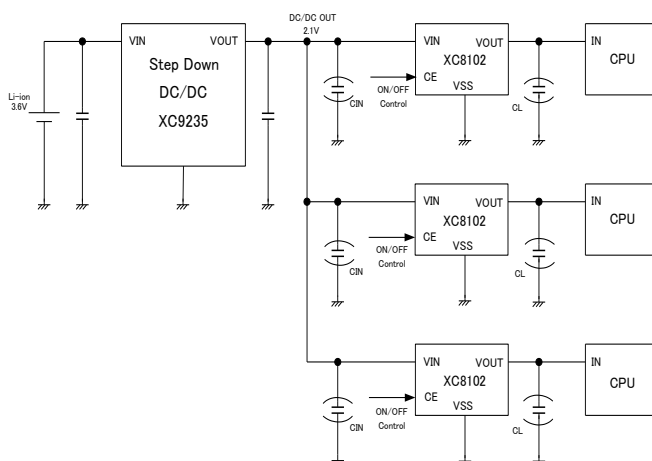 DC/DC OUT
2.1V
VIN VOUT
Step Down
DC/DC
XC9235
Li-ion
3.6V
VIN VOUT
XC8102
CE
VSS
ON/OFF
Control
CIN
CL
IN
CPU
VIN VOUT
XC8102
CE
VSS
ON/OFF
Control
CIN
CL
IN
CPU
VIN VOUT
XC8102
CE
VSS
ON/OFF
Control
CIN
CL
IN
CPU